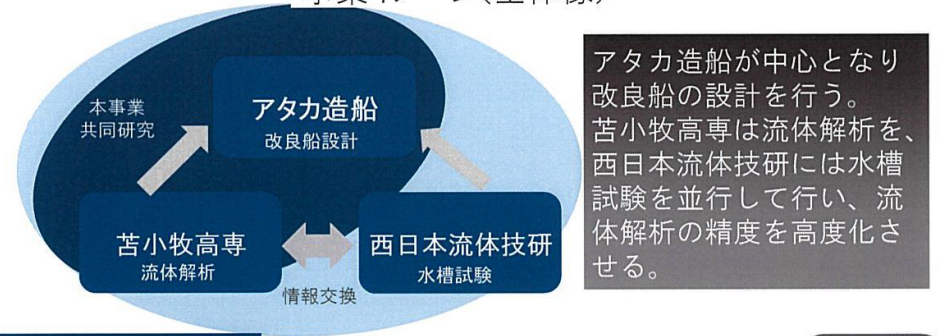 本事業
共同研究
アタカ造船
改良船設計
苫小牧高専
流体解析
西日本流体技研
水槽試験
情報交換
アタカ造船が中心となり
改良船の設計を行う。
苫小牧高専は流体解析を、
西日本流体技研には水槽
試験を並行して行い、流
体解析の精度を高度化さ
せる。